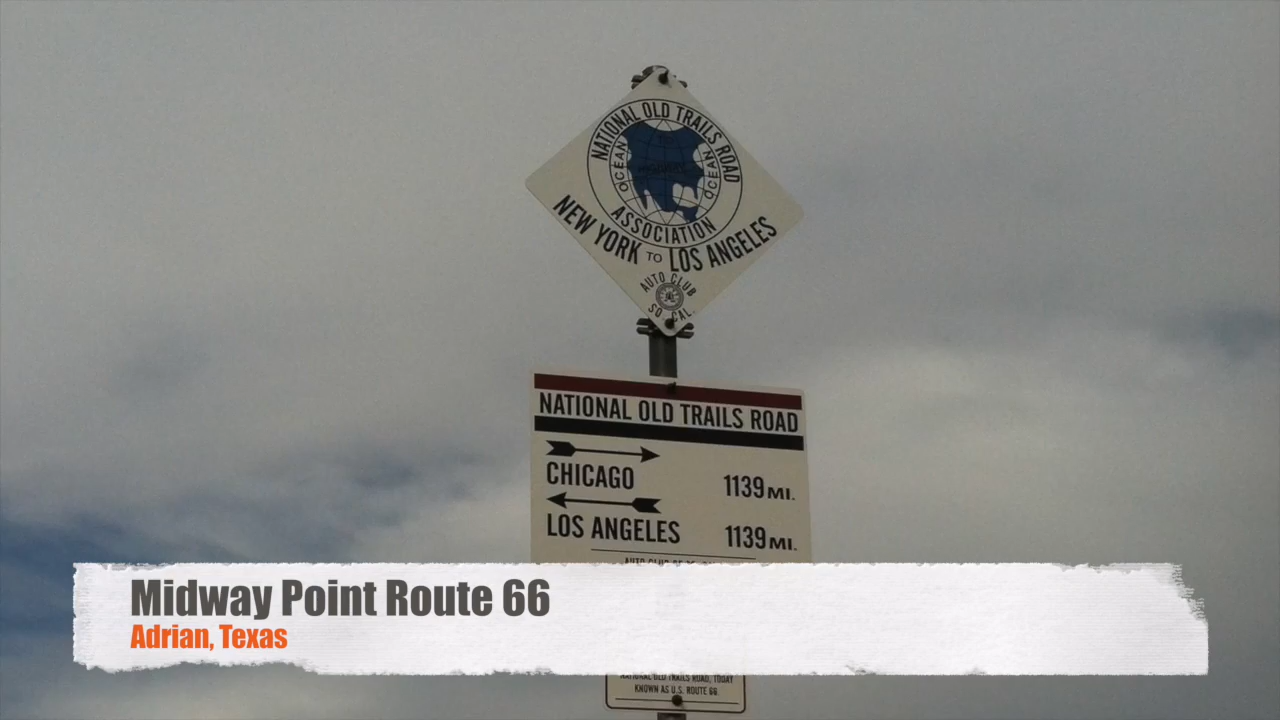 NATIONAL OLD TRAILS ROAD
OCEAN
OCEAN
ASSOCIATION
NEW YORK TO LOS ANGELES
AUTO CLUB
SO. CAL.
NATIONAL OLD TRAILS ROAD
CHICAGO 1139 MI.
LOS ANGELES 1139 MI.
Midway Point Route 66
Adrian, Texas
NATIONAL OLD TRAILS ROAD, TODAY
KNOWN AS U.S. ROUTE 66.